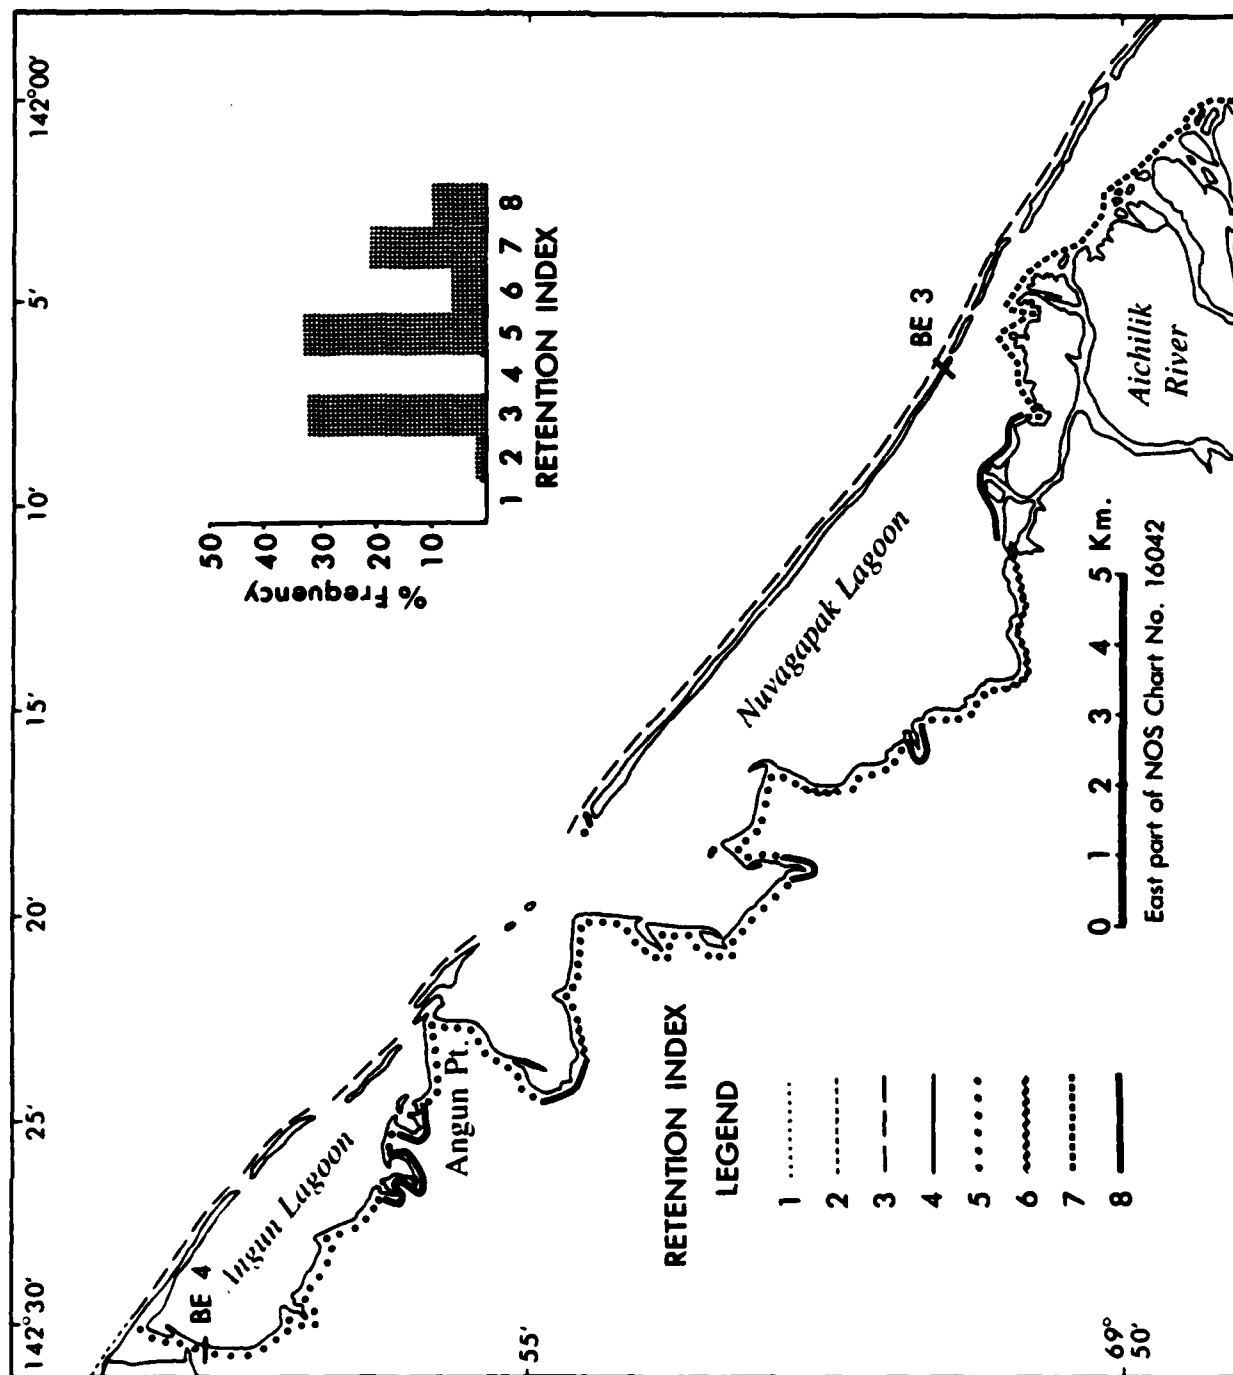 142°30'
25'
20'
15'
10'
5'
142°00'
55'
69°
50'
% Frequency
50
40
30
20
10
1 2 3 4 5 6 7 8
RETENTION INDEX
BE 4
Angun Lagoon
Angun Pt.
Nuvagapak Lagoon
BE 3
Aichilik
River
RETENTION INDEX
LEGEND
1
2
3
4
5
6
7
8
0 1 2 3 4 5 Km.
East part of NOS Chart No. 16042